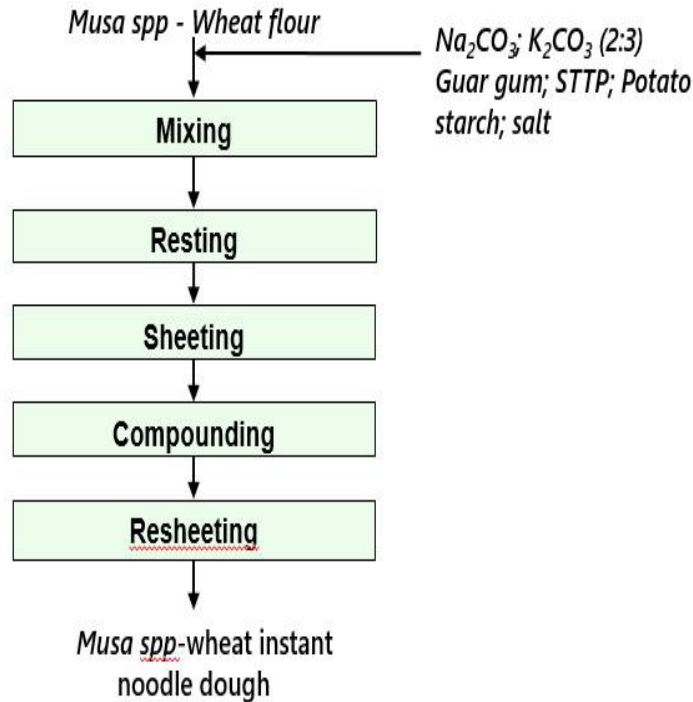 Musa spp - Wheat flour
Na₂CO₃; K₂CO₃ (2:3)
Guar gum; STTP; Potato
starch; salt
Mixing
Resting
Sheeting
Compounding
Resheeting
Musa spp-wheat instant
noodle dough